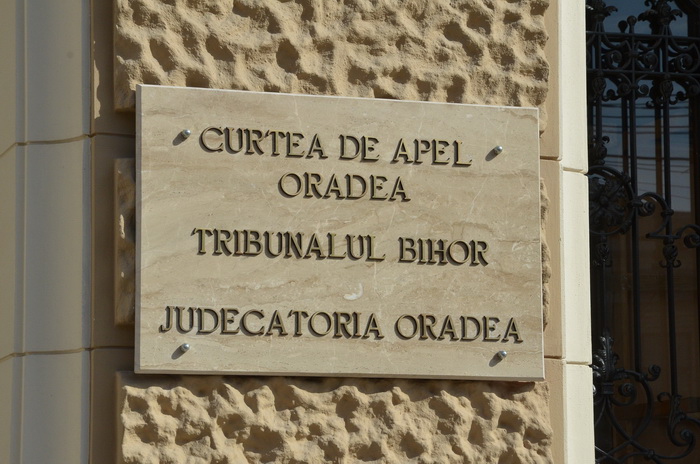 CURTEA DE APEL
ORADEA
TRIBUNALUL BIHOR
JUDECATORIA ORADEA